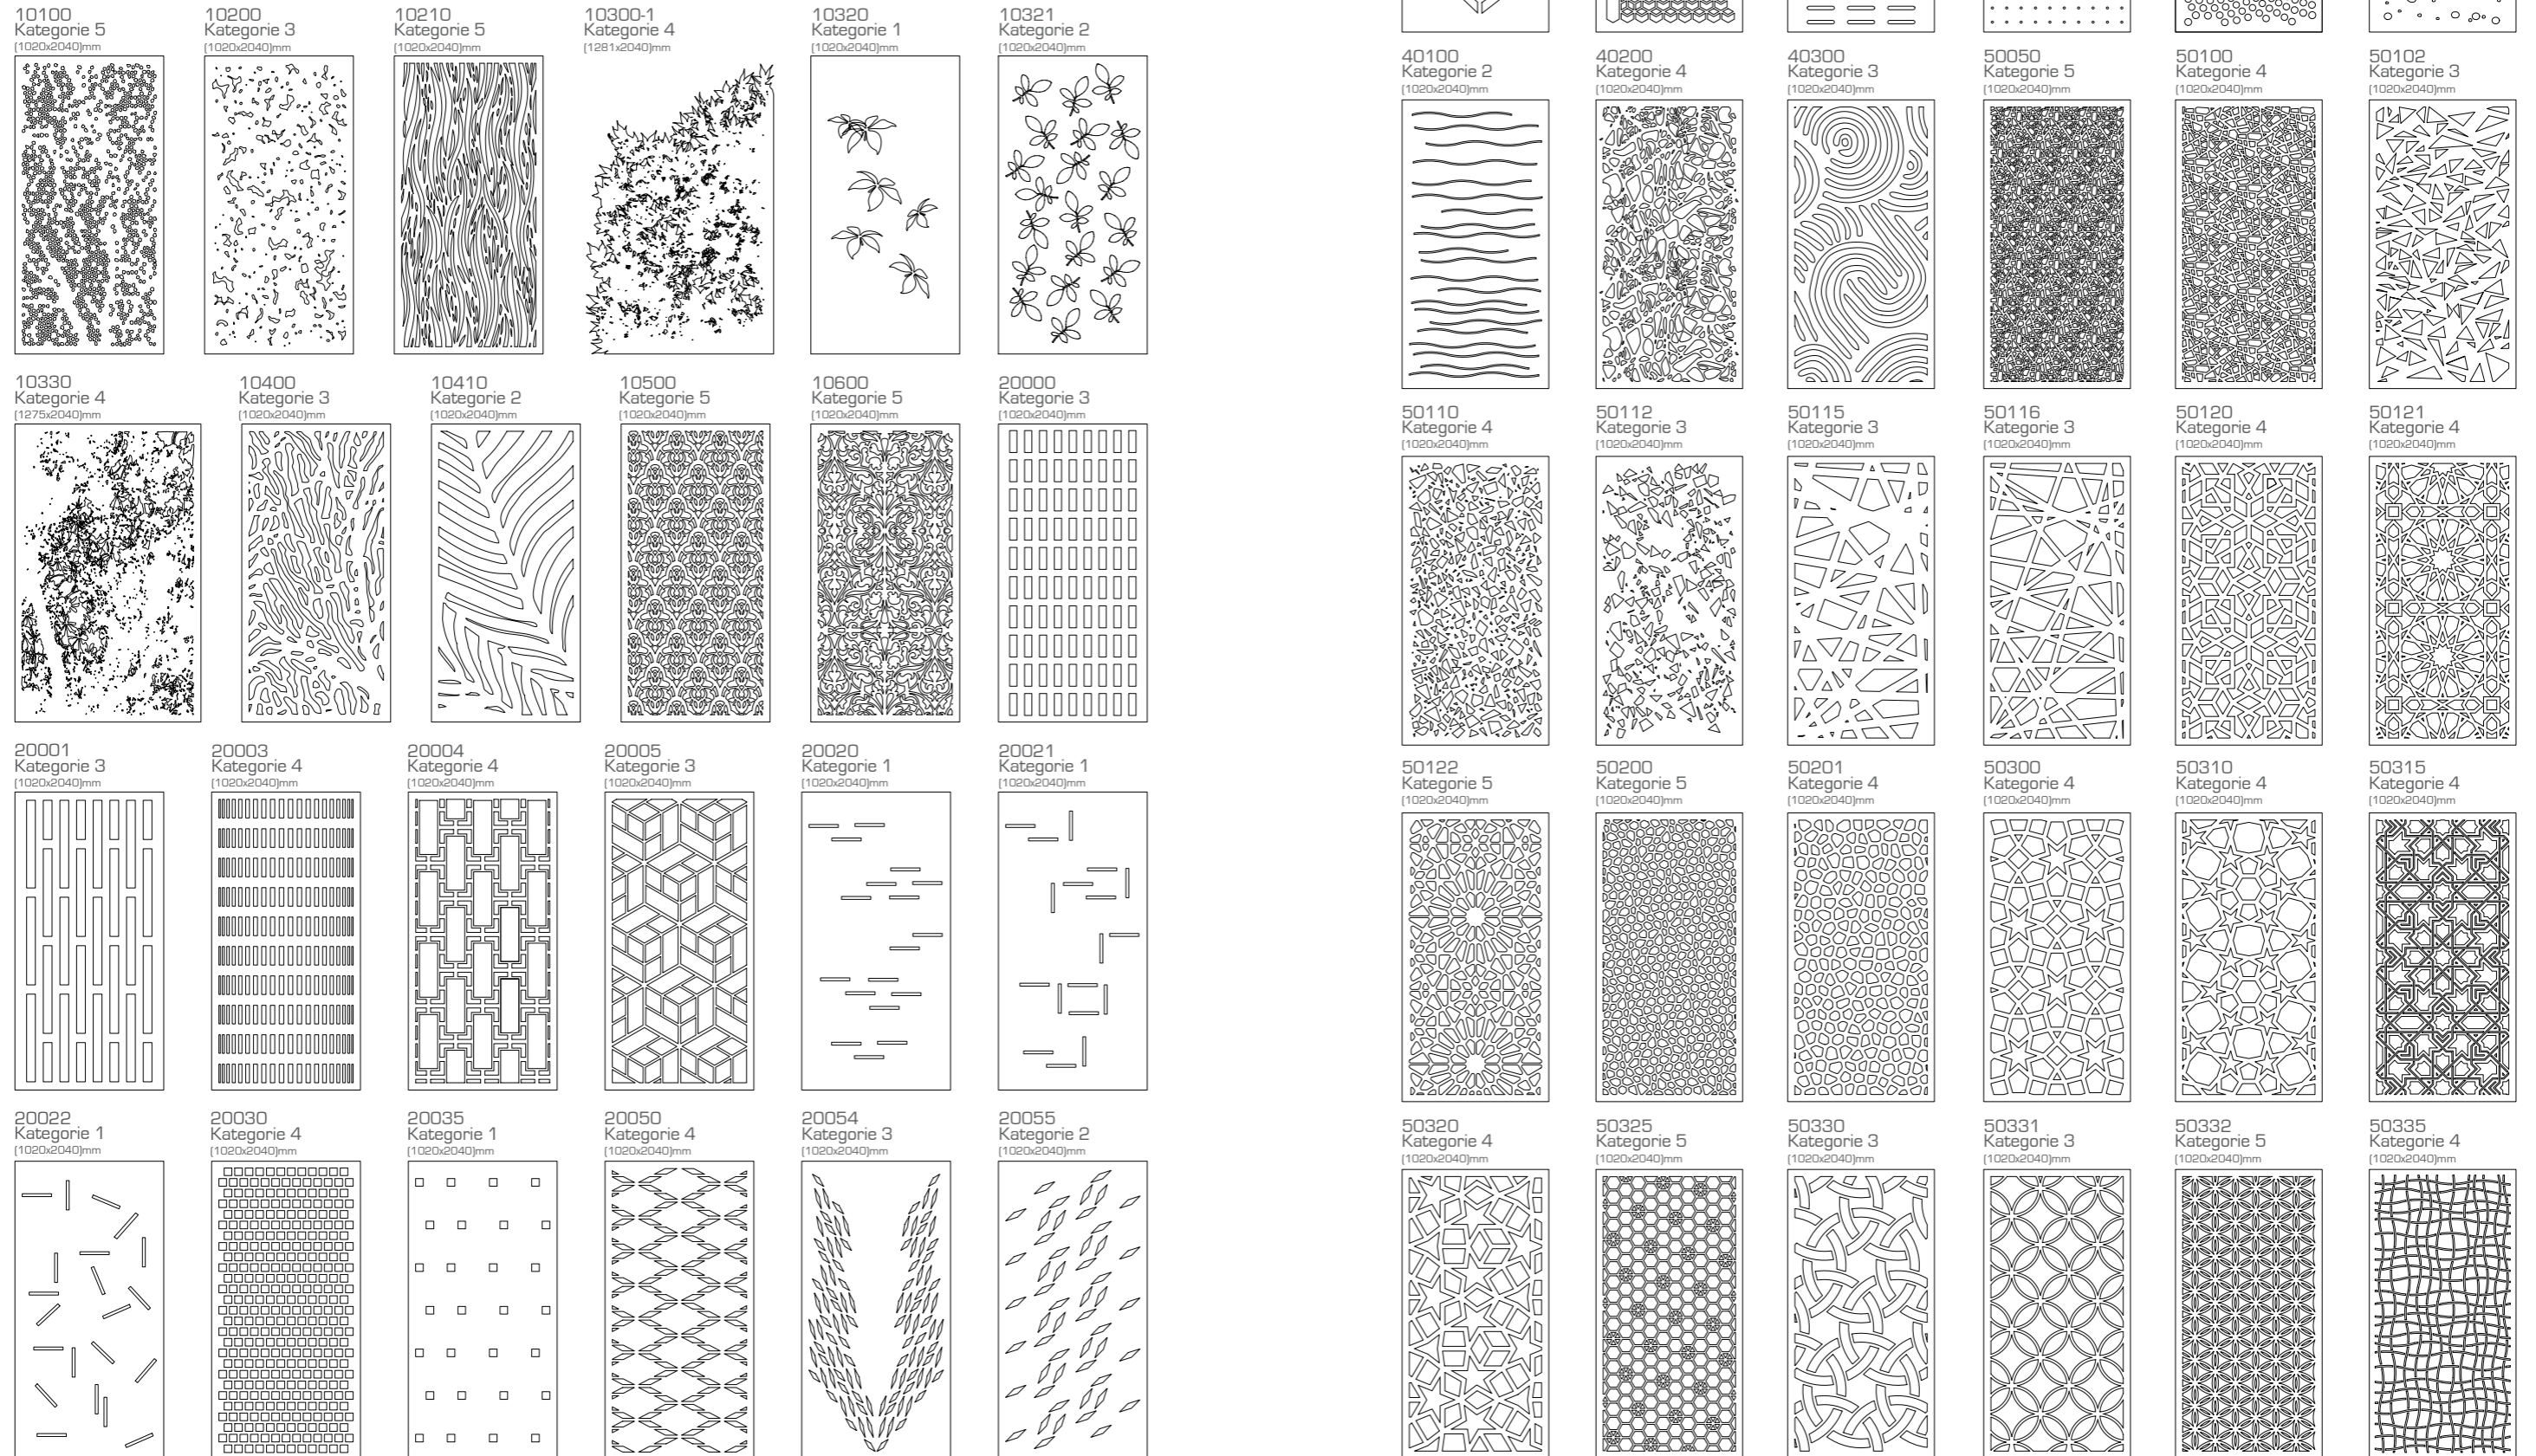 10100
Kategorie 5
(1020x2040)mm
10200
Kategorie 3
(1020x2040)mm
10210
Kategorie 5
(1020x2040)mm
10300-1
Kategorie 4
(1281x2040)mm
10320
Kategorie 1
(1020x2040)mm
10321
Kategorie 2
(1020x2040)mm
10330
Kategorie 4
(1275x2040)mm
10400
Kategorie 3
(1020x2040)mm
10410
Kategorie 2
(1020x2040)mm
10500
Kategorie 5
(1020x2040)mm
10600
Kategorie 5
(1020x2040)mm
20000
Kategorie 3
(1020x2040)mm
20001
Kategorie 3
(1020x2040)mm
20003
Kategorie 4
(1020x2040)mm
20004
Kategorie 4
(1020x2040)mm
20005
Kategorie 3
(1020x2040)mm
20020
Kategorie 1
(1020x2040)mm
20021
Kategorie 1
(1020x2040)mm
20022
Kategorie 1
(1020x2040)mm
20030
Kategorie 4
(1020x2040)mm
20035
Kategorie 1
(1020x2040)mm
20050
Kategorie 4
(1020x2040)mm
20054
Kategorie 3
(1020x2040)mm
20055
Kategorie 2
(1020x2040)mm
40100
Kategorie 2
(1020x2040)mm
40200
Kategorie 4
(1020x2040)mm
40300
Kategorie 3
(1020x2040)mm
50050
Kategorie 5
(1020x2040)mm
50100
Kategorie 4
(1020x2040)mm
50102
Kategorie 3
(1020x2040)mm
50110
Kategorie 4
(1020x2040)mm
50112
Kategorie 3
(1020x2040)mm
50115
Kategorie 3
(1020x2040)mm
50116
Kategorie 3
(1020x2040)mm
50120
Kategorie 4
(1020x2040)mm
50121
Kategorie 4
(1020x2040)mm
50122
Kategorie 5
(1020x2040)mm
50200
Kategorie 5
(1020x2040)mm
50201
Kategorie 4
(1020x2040)mm
50300
Kategorie 4
(1020x2040)mm
50310
Kategorie 4
(1020x2040)mm
50315
Kategorie 4
(1020x2040)mm
50320
Kategorie 4
(1020x2040)mm
50325
Kategorie 5
(1020x2040)mm
50330
Kategorie 3
(1020x2040)mm
50331
Kategorie 3
(1020x2040)mm
50332
Kategorie 5
(1020x2040)mm
50335
Kategorie 4
(1020x2040)mm